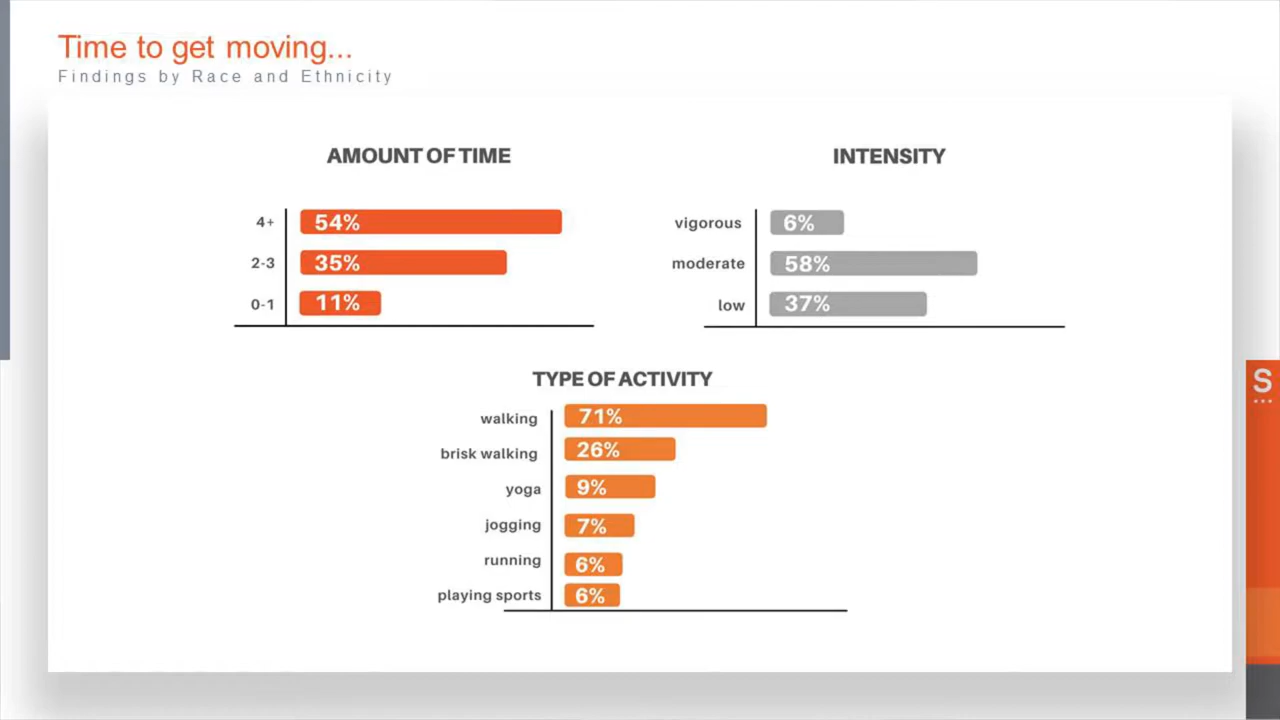 Time to get moving...
Findings by Race and Ethnicity
AMOUNT OF TIME
4+ 54%
2-3 35%
0-1 11%
INTENSITY
vigorous 6%
moderate 58%
low 37%
TYPE OF ACTIVITY
walking 71%
brisk walking 26%
yoga 9%
jogging 7%
running 6%
playing sports 6%
S
...